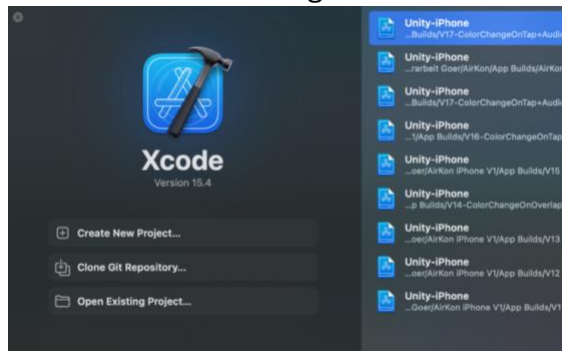 Xcode
Version 15.4
Create New Project...
Clone Git Repository...
Open Existing Project...
Unity-iPhone
...Builds/V17-ColorChangeOnTap+Audio
Unity-iPhone
...rarbeit Goer/AirKon/App Builds/AirKon
Unity-iPhone
...Builds/V17-ColorChangeOnTap+Audio
Unity-iPhone
...1/App Builds/V16-ColorChangeOnTap
Unity-iPhone
...oer/AirKon iPhone V1/App Builds/V15
Unity-iPhone
...p Builds/V14-ColorChangeOnOverlap
Unity-iPhone
...oer/AirKon iPhone V1/App Builds/V13
Unity-iPhone
...oer/AirKon iPhone V1/App Builds/V12
Unity-iPhone
...Goer/AirKon iPhone V1/App Builds/V1